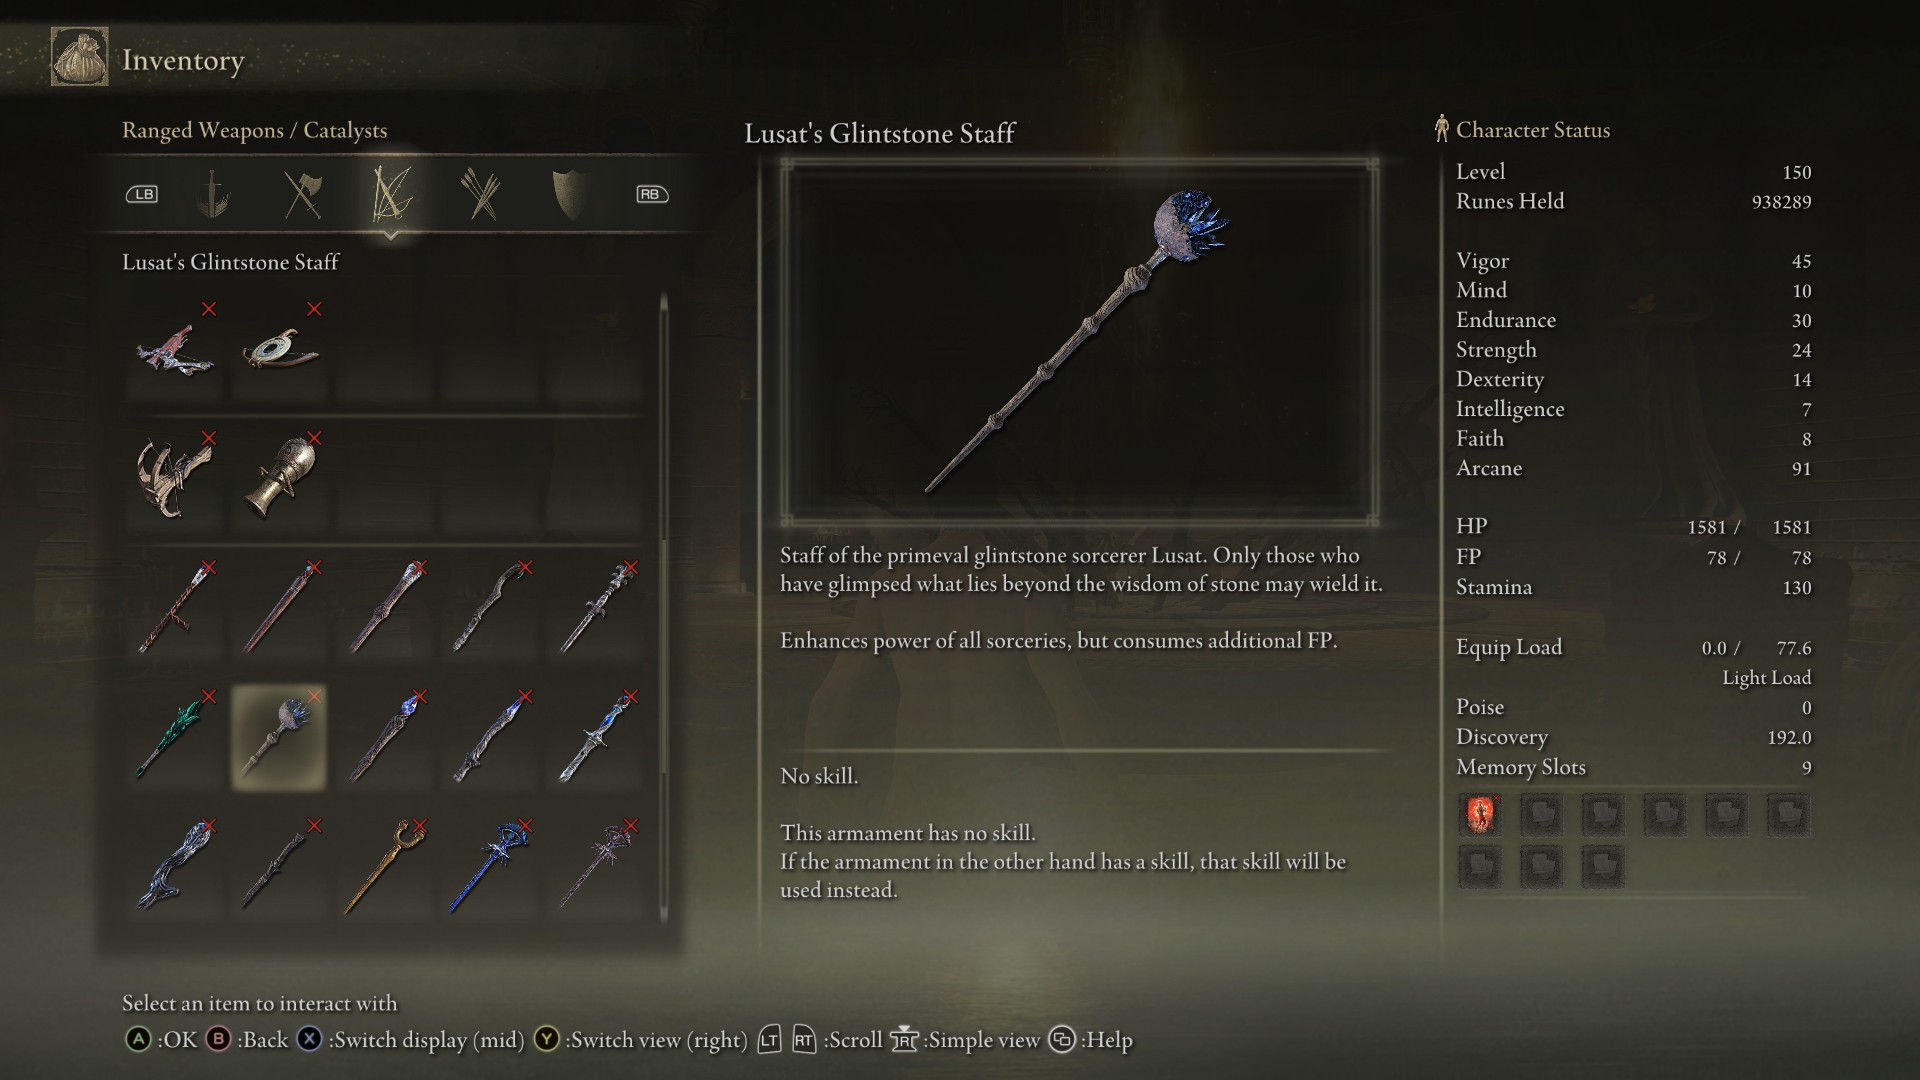 Inventory
Ranged Weapons / Catalysts
LB
RB
Lusat's Glintstone Staff
Lusat's Glintstone Staff
Staff of the primeval glintstone sorcerer Lusat. Only those who
have glimpsed what lies beyond the wisdom of stone may wield it.
Enhances power of all sorceries, but consumes additional FP.
No skill.
This armament has no skill.
If the armament in the other hand has a skill, that skill will be
used instead.
Character Status
Level 150
Runes Held 938289
Vigor 45
Mind 10
Endurance 30
Strength 24
Dexterity 14
Intelligence 7
Faith 8
Arcane 91
HP 1581 / 1581
FP 78 / 78
Stamina 130
Equip Load 0.0 / 77.6
Light Load
Poise 0
Discovery 192.0
Memory Slots 9
Select an item to interact with
A :OK B :Back X :Switch display (mid) Y :Switch view (right) LT RT :Scroll R :Simple view :Help